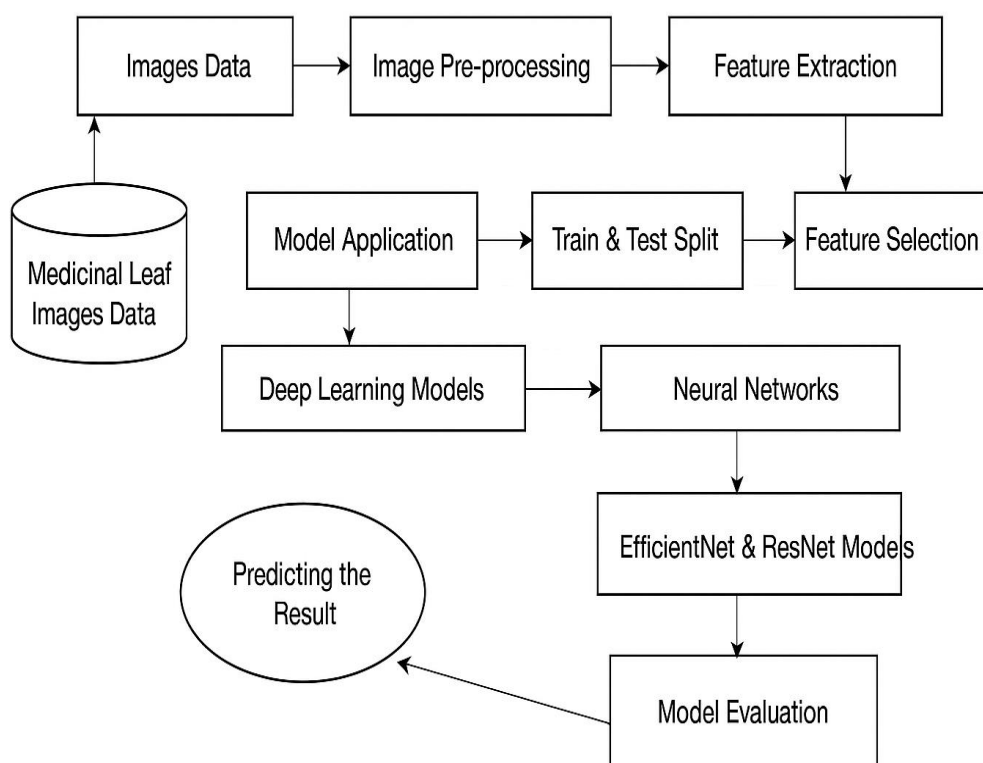 Images Data
Image Pre-processing
Feature Extraction
Medicinal Leaf
Images Data
Model Application
Train & Test Split
Feature Selection
Deep Learning Models
Neural Networks
EfficientNet & ResNet Models
Predicting the
Result
Model Evaluation